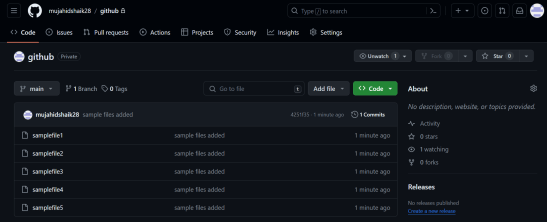 mujahidshaik28 / github
Type / to search
Code Issues Pull requests Actions Projects Security Insights Settings
github Private
Unwatch 1 Fork 0 Star 0
main 1 Branch 0 Tags Go to file t Add file Code
About
No description, website, or topics provided.
mujahidshaik28 sample files added 1 minute ago 1 Commits
samplefile1 sample files added 1 minute ago
samplefile2 sample files added 1 minute ago
samplefile3 sample files added 1 minute ago
samplefile4 sample files added 1 minute ago
samplefile5 sample files added 1 minute ago
Activity
0 stars
1 watching
0 forks
Releases
No releases published
Create a new release